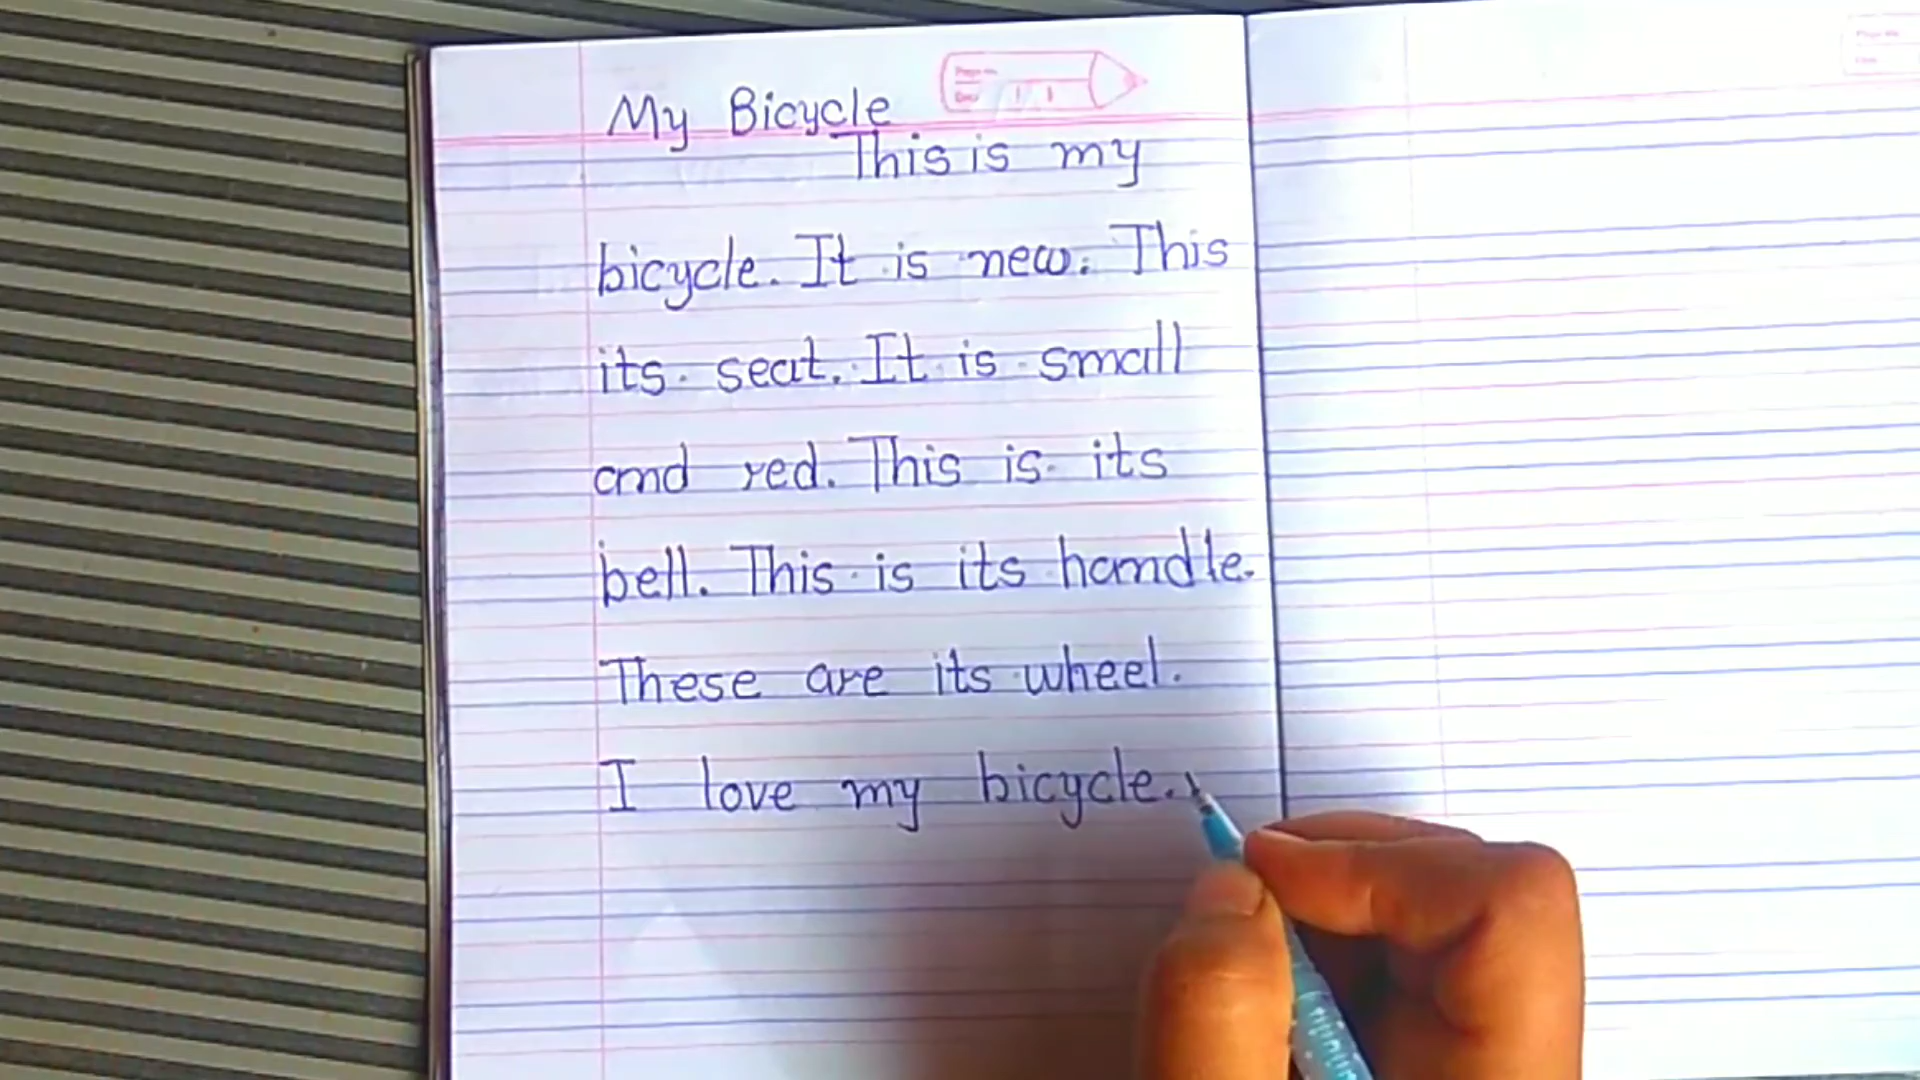 My Bicycle
This is my
bicycle. It is new. This
its seat. It is small
and red. This is its
bell. This is its handle.
These are its wheel.
I love my bicycle.